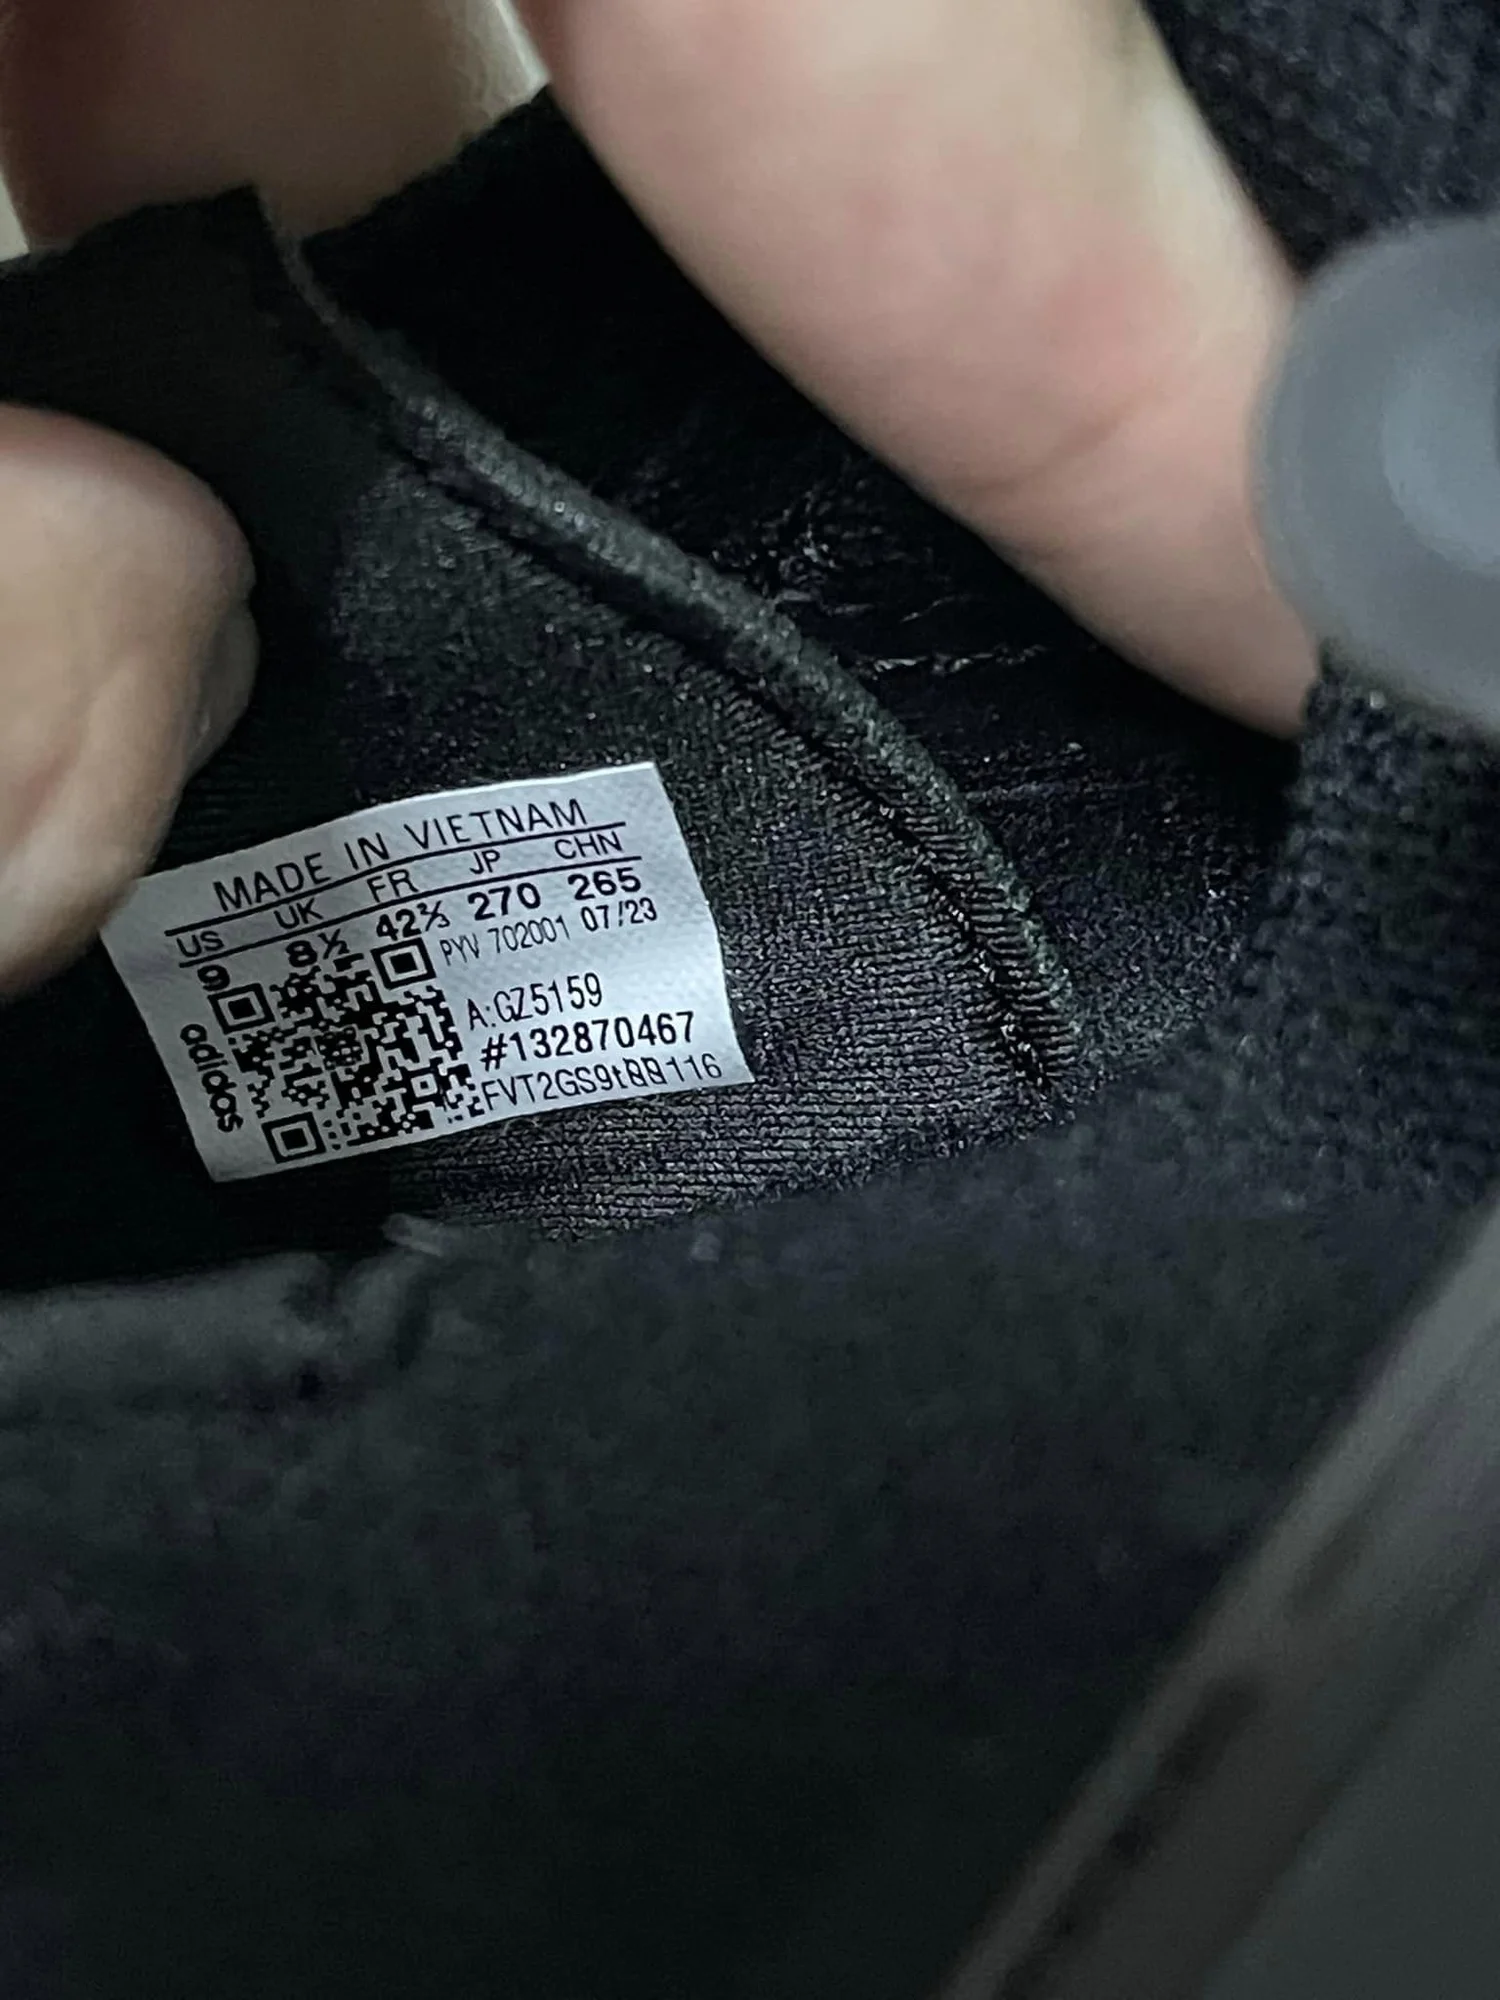 MADE IN VIETNAM
US UK FR JP CHN
9 8½ 42⅔ 270 265
PYV 702001 07/23
A:GZ5159
#132870467
adidas